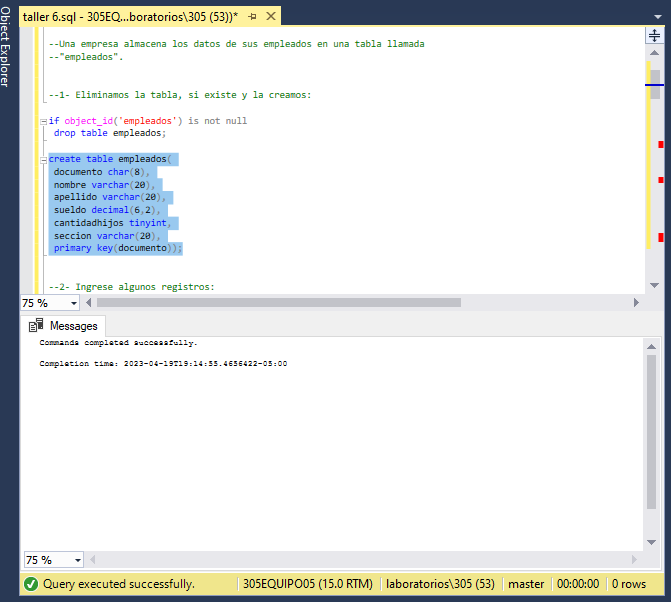 Object Explorer
taller 6.sql - 305EQ...boratorios\305 (53))*
--Una empresa almacena los datos de sus empleados en una tabla llamada
--"empleados".
--1- Eliminamos la tabla, si existe y la creamos:
if object_id('empleados') is not null
drop table empleados;
create table empleados(
documento char(8),
nombre varchar(20),
apellido varchar(20),
sueldo decimal(6,2),
cantidadhijos tinyint,
seccion varchar(20),
primary key(documento));
--2- Ingrese algunos registros:
75 %
Messages
Commands completed successfully.
Completion time: 2023-04-19T19:14:55.4656422-05:00
75 %
Query executed successfully.
305EQUIPO05 (15.0 RTM)
laboratorios\305 (53)
master
00:00:00
0 rows